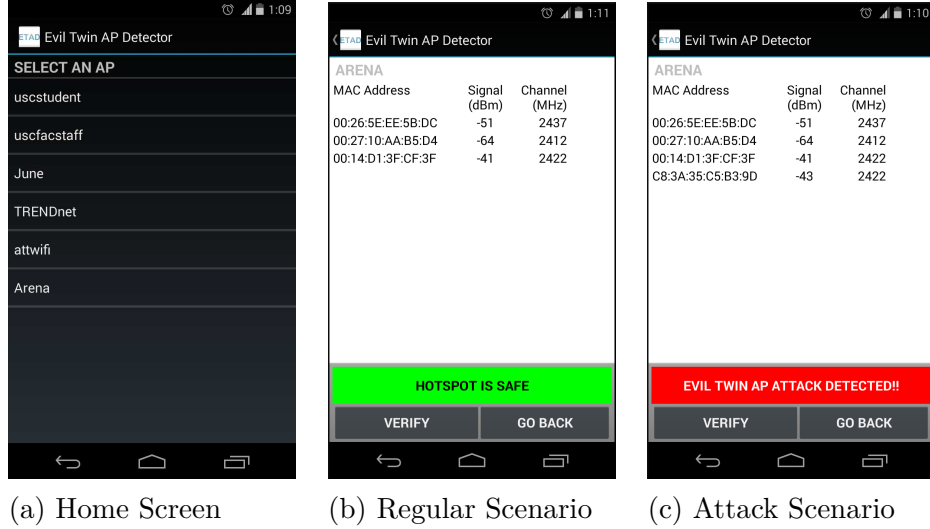 1:09
ETAD Evil Twin AP Detector
SELECT AN AP
uscstudent
uscfacstaff
June
TRENDnet
attwifi
Arena
(a) Home Screen
1:11
ETAD Evil Twin AP Detector
ARENA
MAC Address Signal (dBm) Channel (MHz)
00:26:5E:EE:5B:DC -51 2437
00:27:10:AA:B5:D4 -64 2412
00:14:D1:3F:CF:3F -41 2422
HOTSPOT IS SAFE
VERIFY GO BACK
(b) Regular Scenario
1:10
ETAD Evil Twin AP Detector
ARENA
MAC Address Signal (dBm) Channel (MHz)
00:26:5E:EE:5B:DC -51 2437
00:27:10:AA:B5:D4 -64 2412
00:14:D1:3F:CF:3F -41 2422
C8:3A:35:C5:B3:9D -43 2422
EVIL TWIN AP ATTACK DETECTED!!
VERIFY GO BACK
(c) Attack Scenario